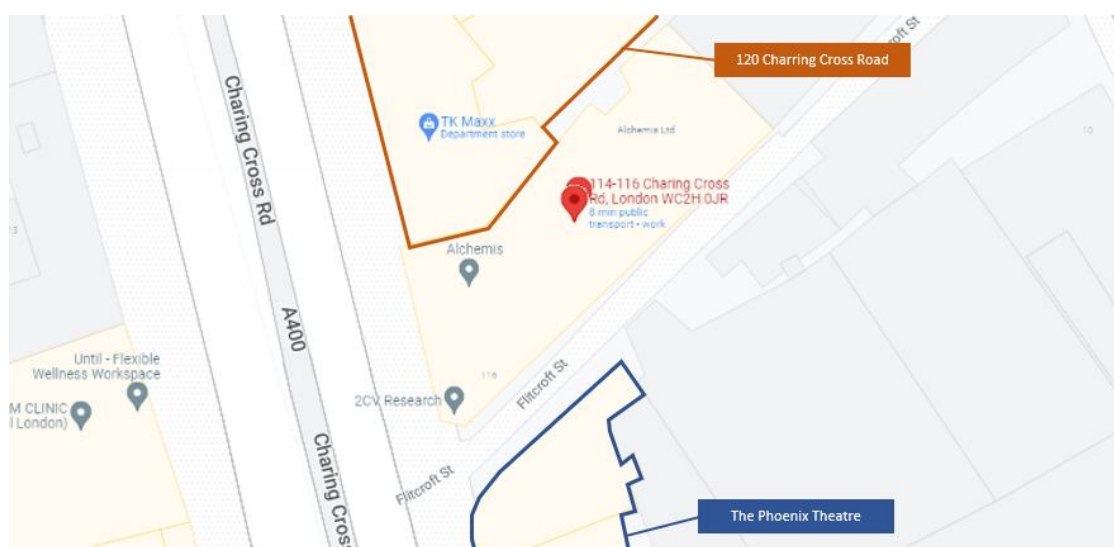 120 Charring Cross Road
Flitcroft St
Charing Cross Rd
TK Maxx
Department store
Alchemis Ltd
10
114-116 Charing Cross
Rd, London WC2H 0JR
8 min public
transport - work
Alchemis
A400
Until - Flexible
Wellness Workspace
116
2CV Research
Flitcroft St
M CLINIC
l London)
Charing Cross
Flitcroft St
The Phoenix Theatre